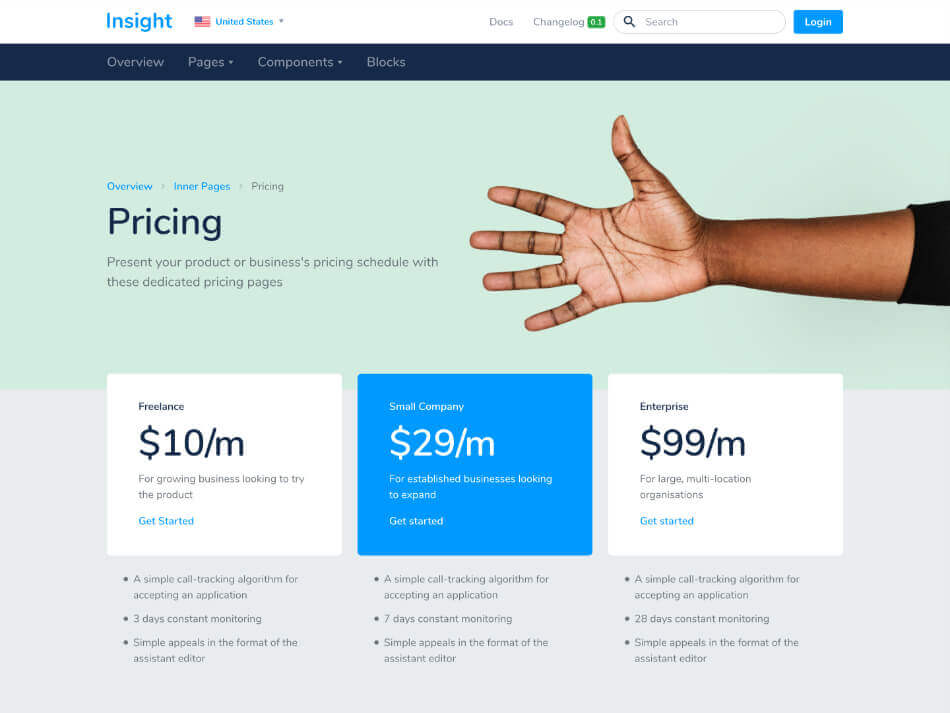 Insight United States Docs Changelog 0.1 Search Login
Overview Pages Components Blocks
Overview › Inner Pages › Pricing
Pricing
Present your product or business's pricing schedule with
these dedicated pricing pages
Freelance
$10/m
For growing business looking to try
the product
Get Started
Small Company
$29/m
For established businesses looking
to expand
Get started
Enterprise
$99/m
For large, multi-location
organisations
Get started
• A simple call-tracking algorithm for
accepting an application
• 3 days constant monitoring
• Simple appeals in the format of the
assistant editor
• A simple call-tracking algorithm for
accepting an application
• 7 days constant monitoring
• Simple appeals in the format of the
assistant editor
• A simple call-tracking algorithm for
accepting an application
• 28 days constant monitoring
• Simple appeals in the format of the
assistant editor